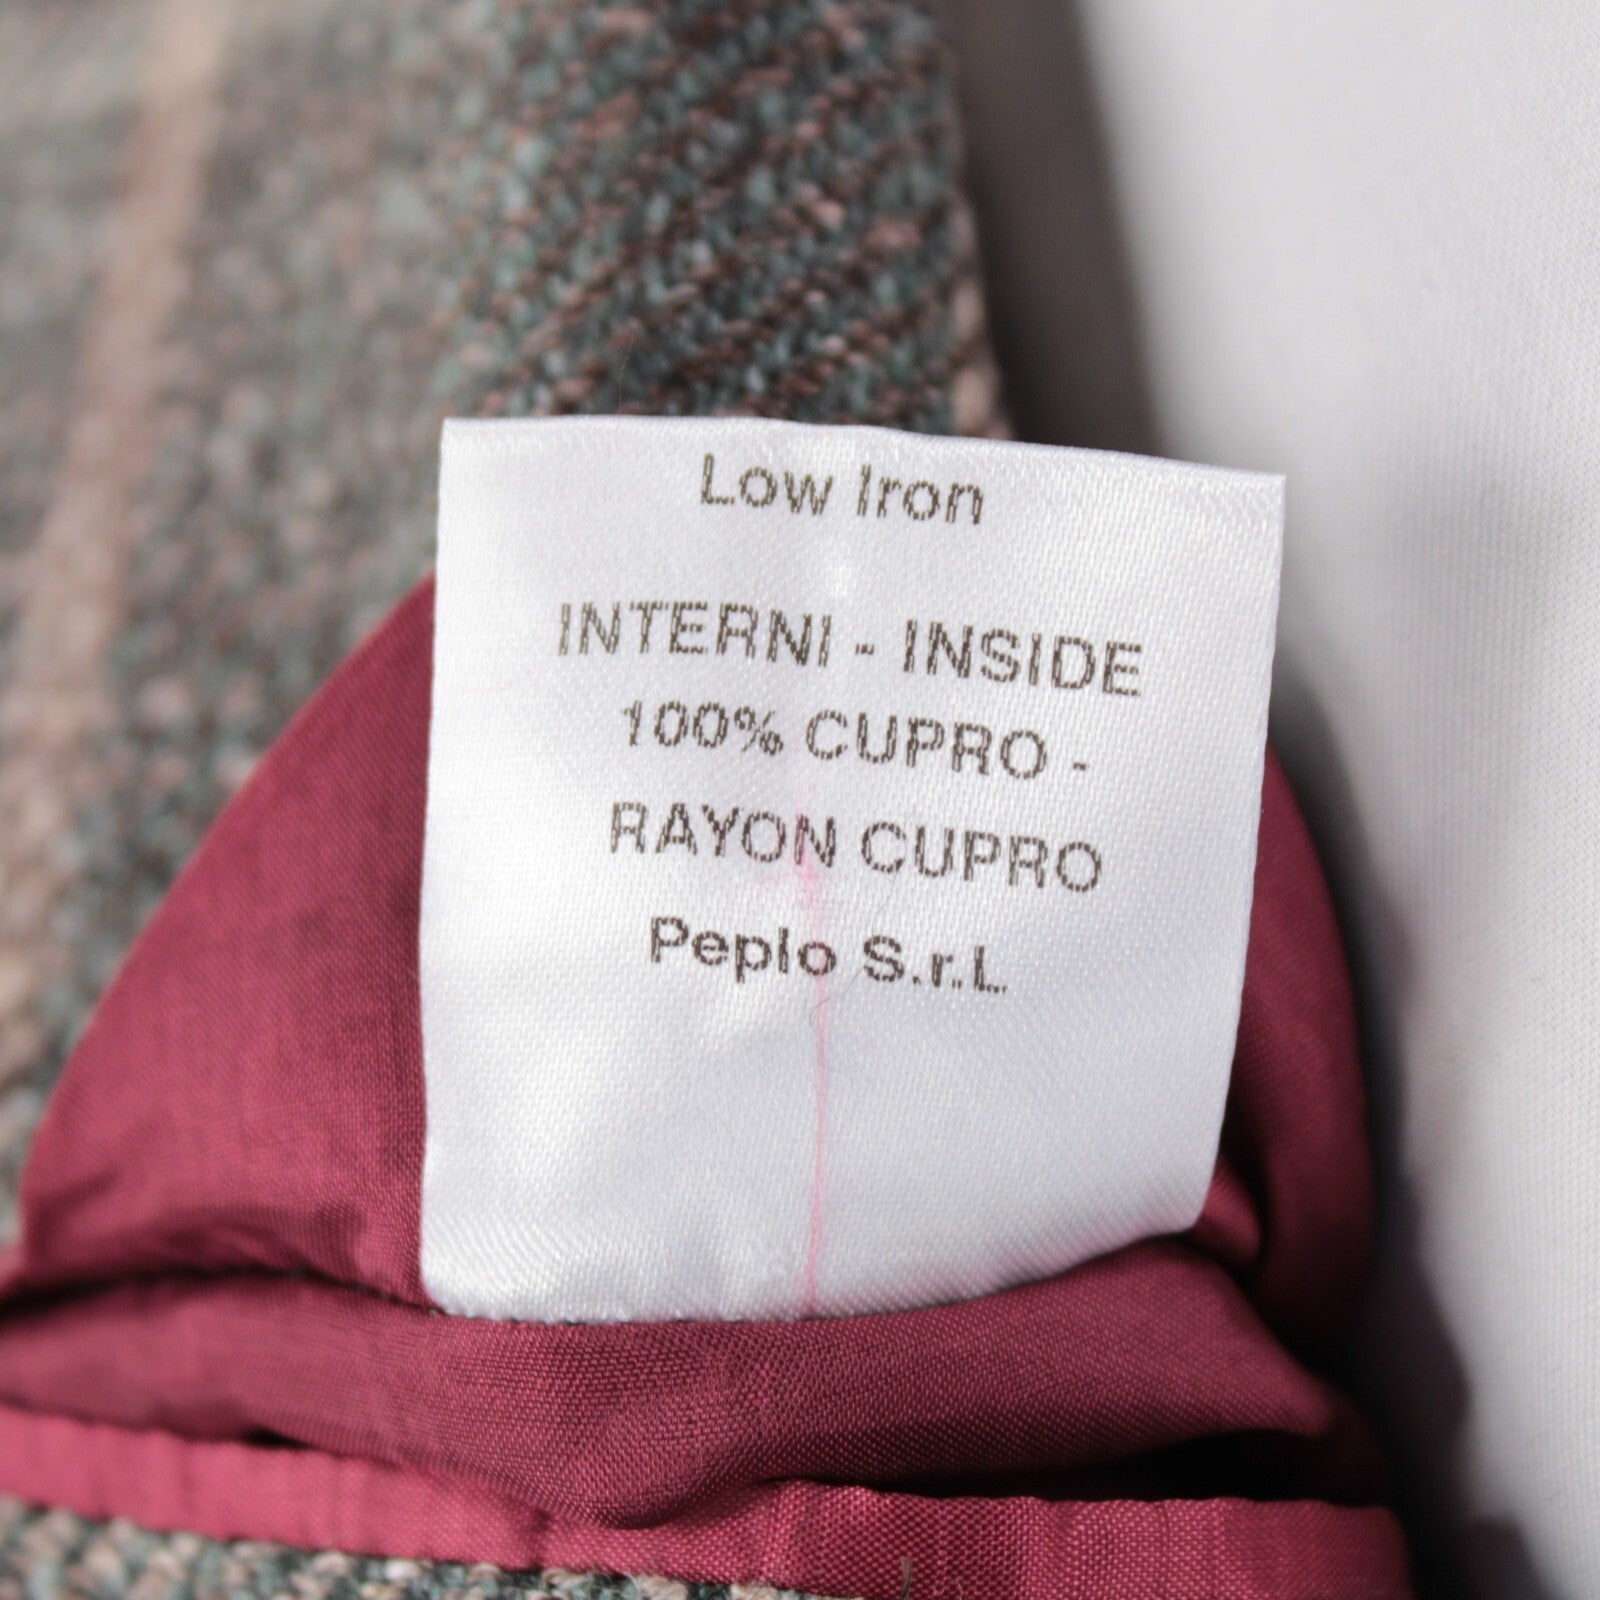 Low Iron
INTERNI - INSIDE
100% CUPRO -
RAYON CUPRO
Peplo S.r.L